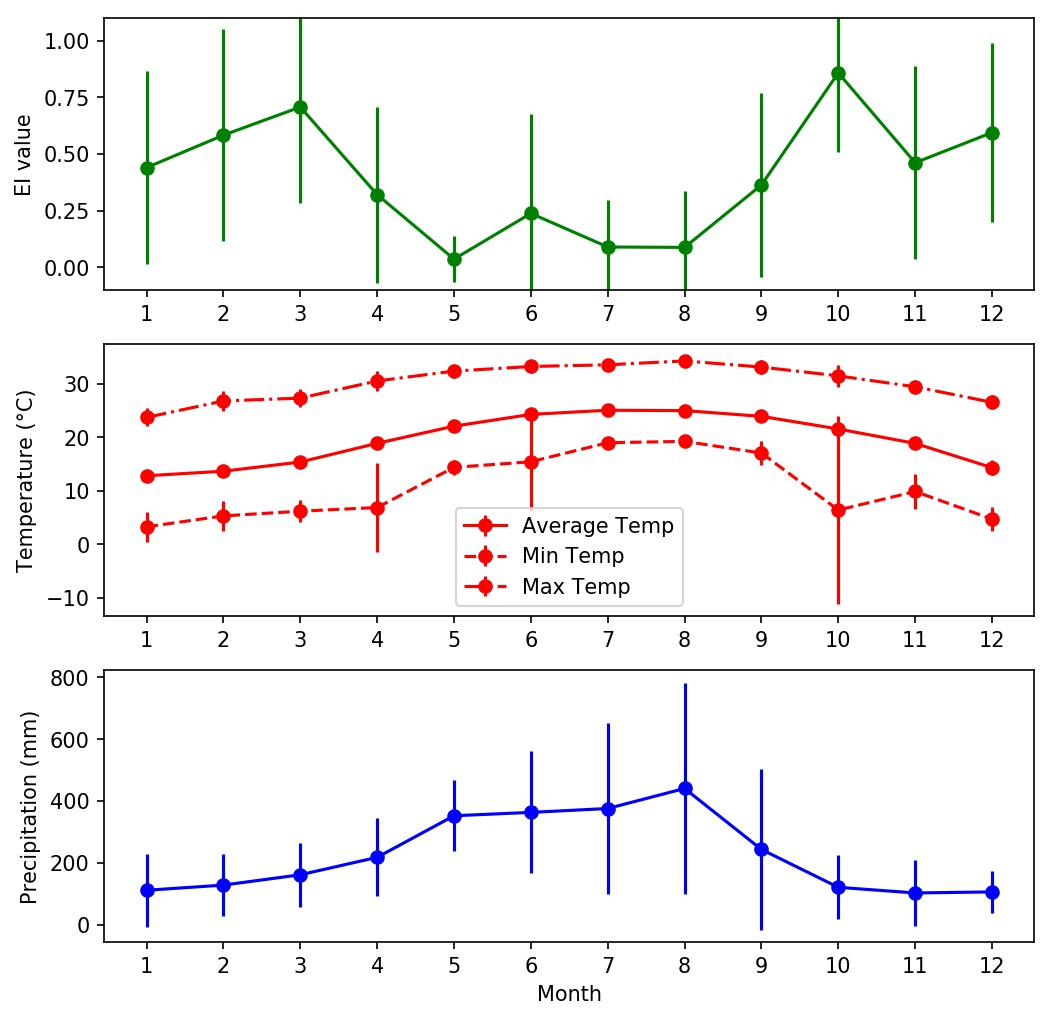 EI value
1.00
0.75
0.50
0.25
0.00
1 2 3 4 5 6 7 8 9 10 11 12
Temperature (°C)
30
20
10
0
−10
Average Temp
Min Temp
Max Temp
1 2 3 4 5 6 7 8 9 10 11 12
Precipitation (mm)
800
600
400
200
0
1 2 3 4 5 6 7 8 9 10 11 12
Month